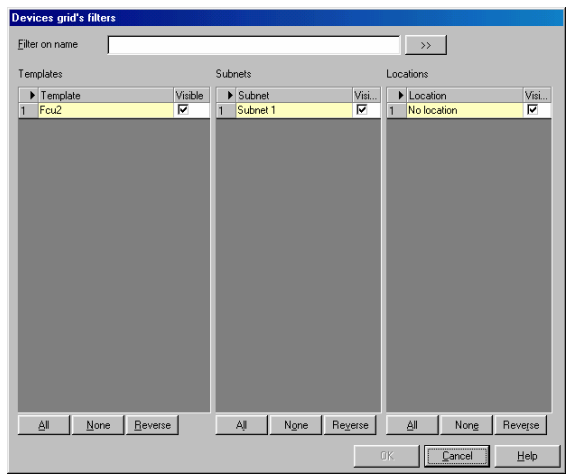 Devices grid's filters
Filter on name >>
Templates Subnets Locations
Template Visible Subnet Visi... Location Visi...
1 Fcu2 1 Subnet 1 1 No location
All None Reverse All None Reverse All None Reverse
OK Cancel Help